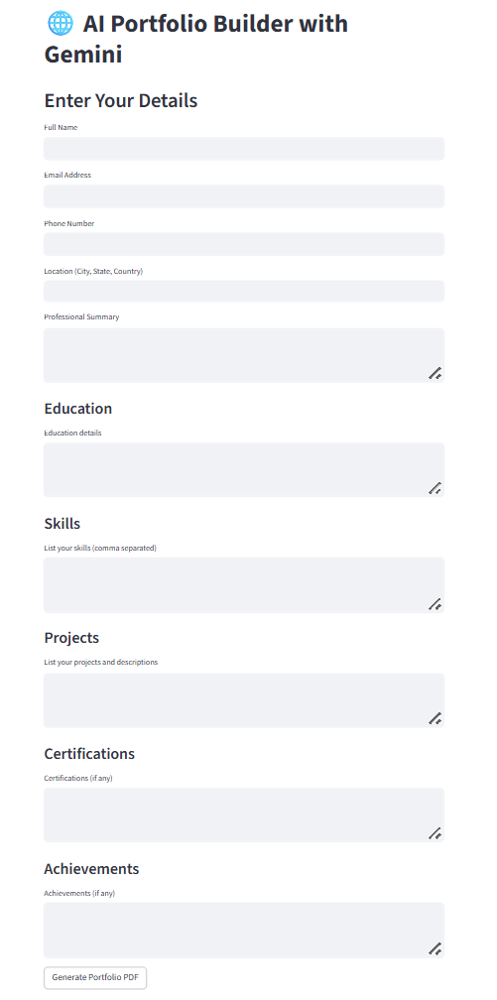 🌐 AI Portfolio Builder with
Gemini
Enter Your Details
Full Name
Email Address
Phone Number
Location (City, State, Country)
Professional Summary
Education
Education details
Skills
List your skills (comma separated)
Projects
List your projects and descriptions
Certifications
Certifications (if any)
Achievements
Achievements (if any)
Generate Portfolio PDF